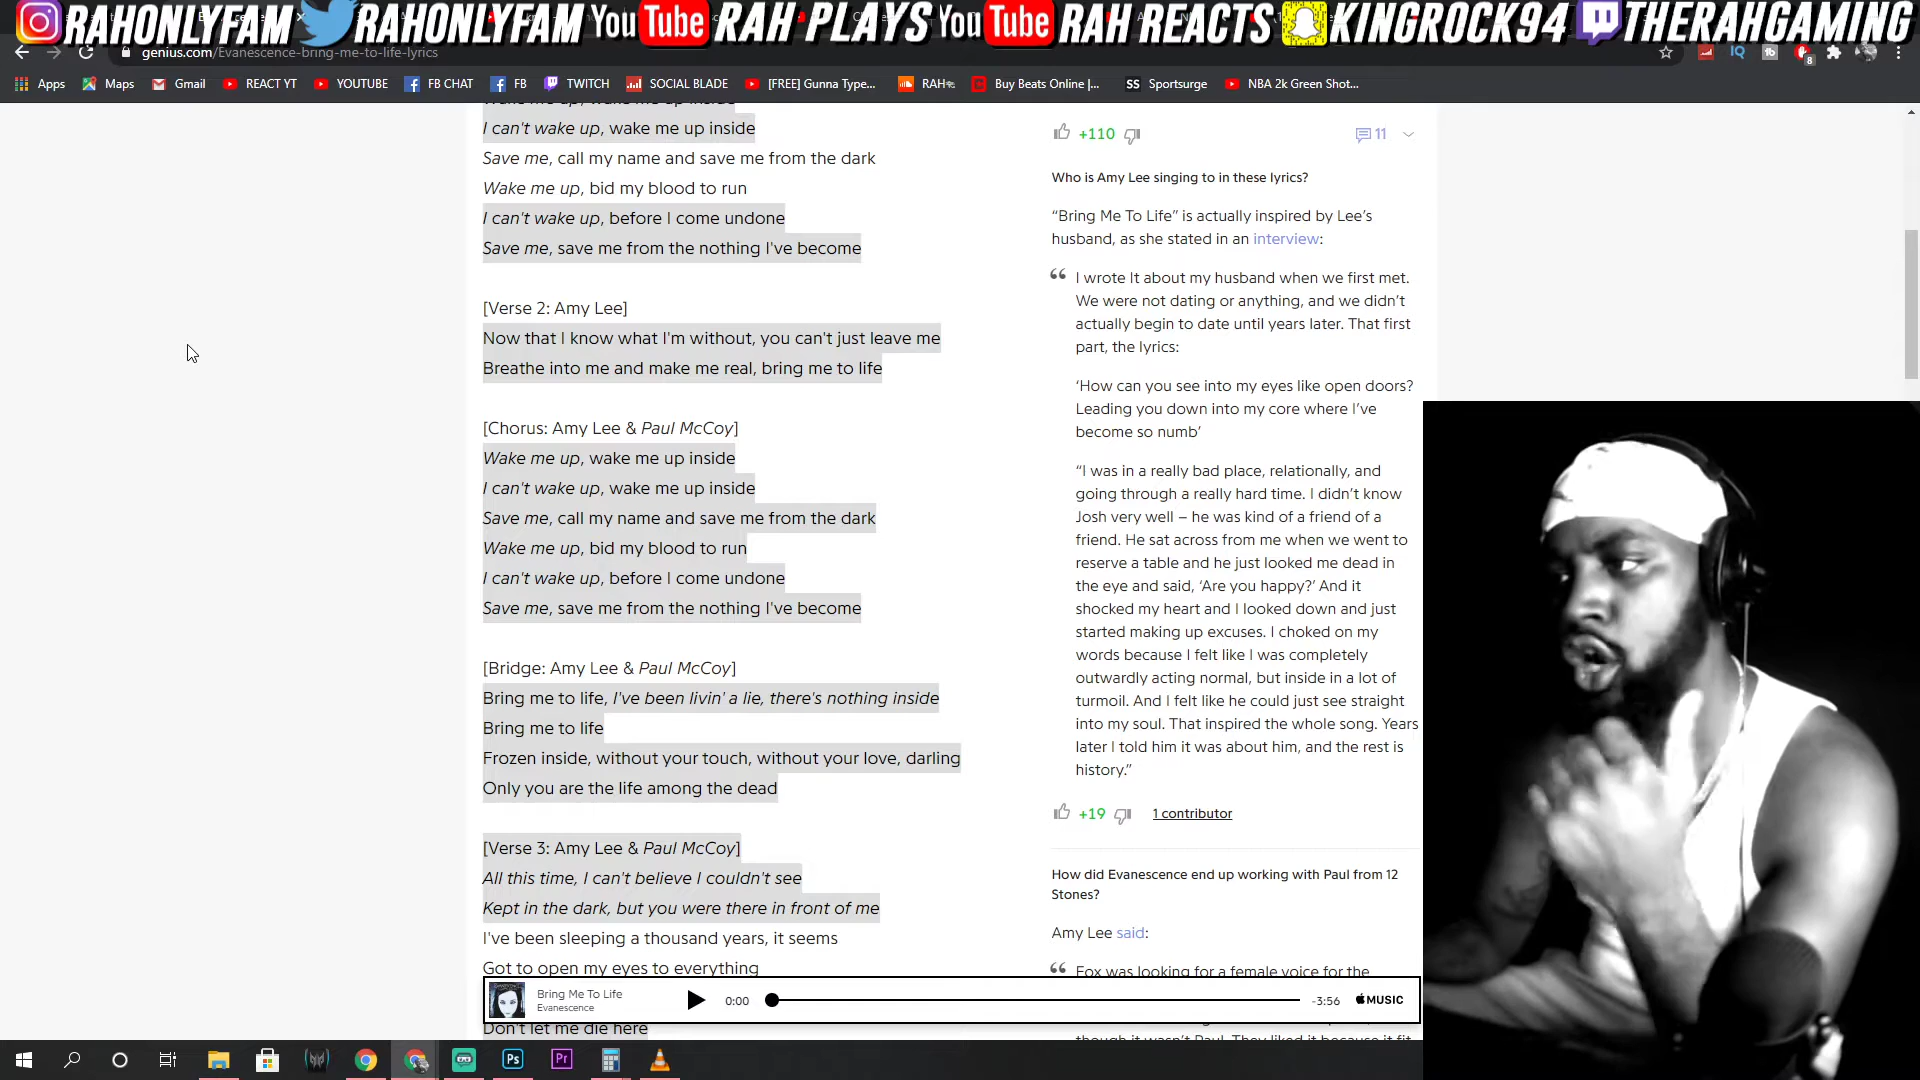 RAHONLYFAM RAHONLYFAM YouTube RAH PLAYS YouTube RAH REACTS KINGROCK94 THERAHGAMING
genius.com/Evanescence-bring-me-to-life-lyrics
8
Apps Maps Gmail REACT YT YOUTUBE FB CHAT FB TWITCH SOCIAL BLADE [FREE] Gunna Type... RAH Buy Beats Online |... SS Sportsurge NBA 2k Green Shot...
I can't wake up, wake me up inside
Save me, call my name and save me from the dark
Wake me up, bid my blood to run
I can't wake up, before I come undone
Save me, save me from the nothing I've become
[Verse 2: Amy Lee]
Now that I know what I'm without, you can't just leave me
Breathe into me and make me real, bring me to life
[Chorus: Amy Lee & Paul McCoy]
Wake me up, wake me up inside
I can't wake up, wake me up inside
Save me, call my name and save me from the dark
Wake me up, bid my blood to run
I can't wake up, before I come undone
Save me, save me from the nothing I've become
[Bridge: Amy Lee & Paul McCoy]
Bring me to life, I've been livin' a lie, there's nothing inside
Bring me to life
Frozen inside, without your touch, without your love, darling
Only you are the life among the dead
[Verse 3: Amy Lee & Paul McCoy]
All this time, I can't believe I couldn't see
Kept in the dark, but you were there in front of me
I've been sleeping a thousand years, it seems
Got to open my eyes to everything
Don't let me die here
+110 11
Who is Amy Lee singing to in these lyrics?
“Bring Me To Life” is actually inspired by Lee’s
husband, as she stated in an interview:
“ I wrote It about my husband when we first met.
We were not dating or anything, and we didn’t
actually begin to date until years later. That first
part, the lyrics:
‘How can you see into my eyes like open doors?
Leading you down into my core where I’ve
become so numb’
“I was in a really bad place, relationally, and
going through a really hard time. I didn’t know
Josh very well – he was kind of a friend of a
friend. He sat across from me when we went to
reserve a table and he just looked me dead in
the eye and said, ‘Are you happy?’ And it
shocked my heart and I looked down and just
started making up excuses. I choked on my
words because I felt like I was completely
outwardly acting normal, but inside in a lot of
turmoil. And I felt like he could just see straight
into my soul. That inspired the whole song. Years
later I told him it was about him, and the rest is
history.”
+19 1 contributor
How did Evanescence end up working with Paul from 12
Stones?
Amy Lee said:
“ Fox was looking for a female voice for the
though it wasn’t Paul. They liked it because it fit
Bring Me To Life
Evanescence
0:00 -3:56 MUSIC
Ps Pr